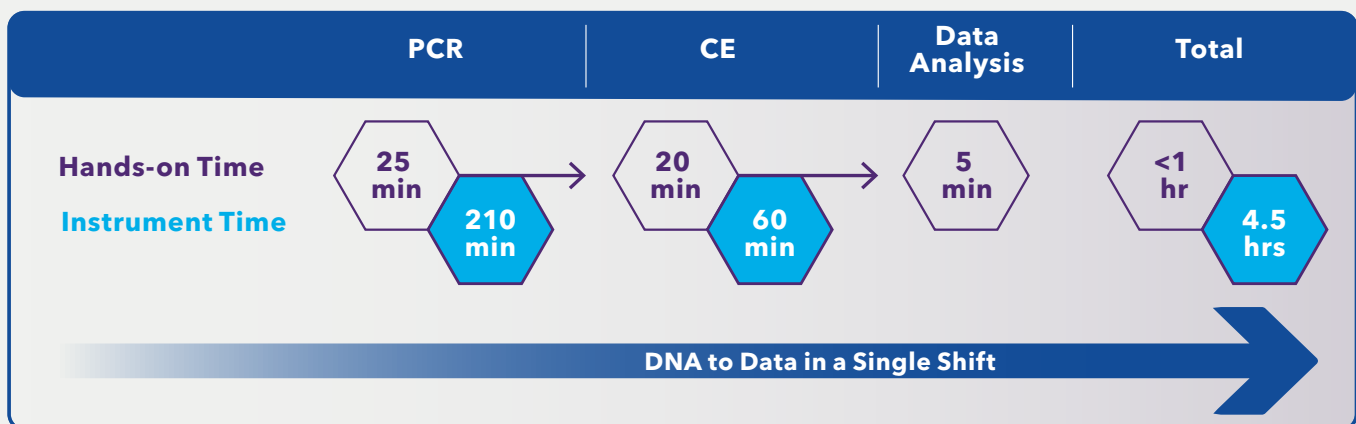 PCR
CE
Data
Analysis
Total
Hands-on Time
25
min
20
min
5
min
<1
hr
Instrument Time
210
min
60
min
4.5
hrs
DNA to Data in a Single Shift